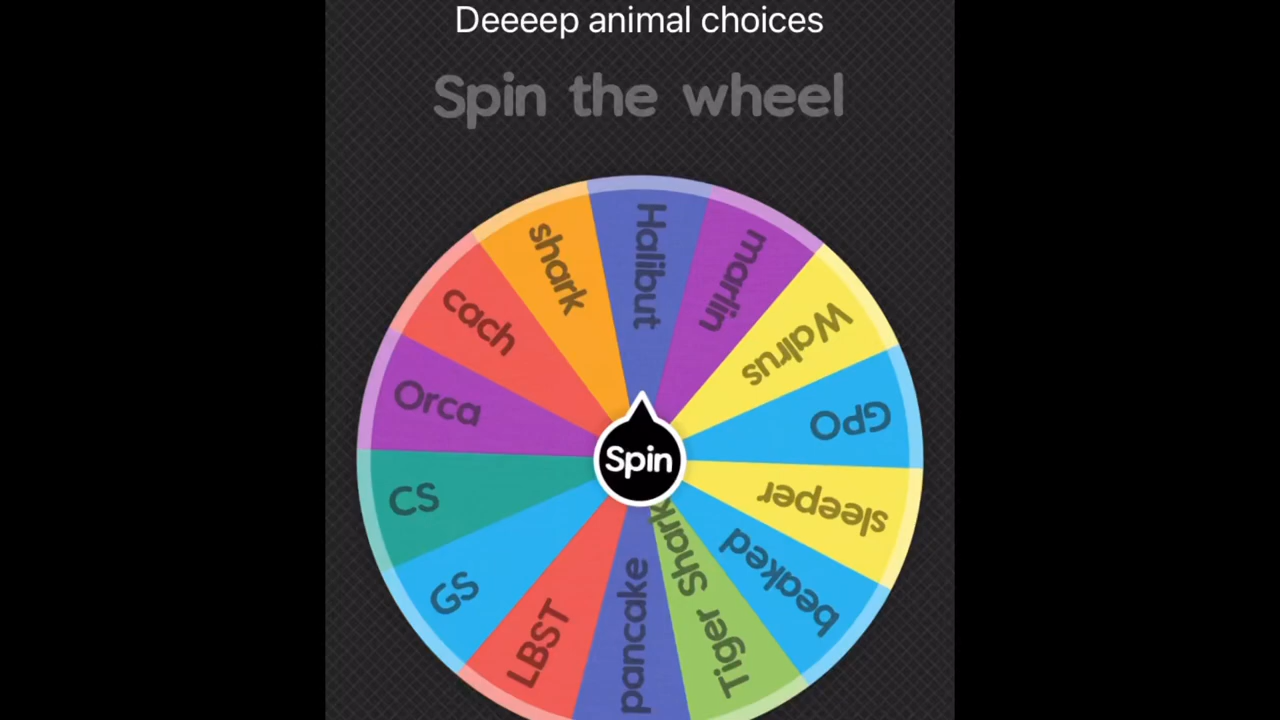 Deeeep animal choices
Spin the wheel
Halibut
marlin
Walrus
GPO
sleeper
beaked
Tiger Shark
pancake
LBST
GS
CS
Orca
cach
shark
Spin